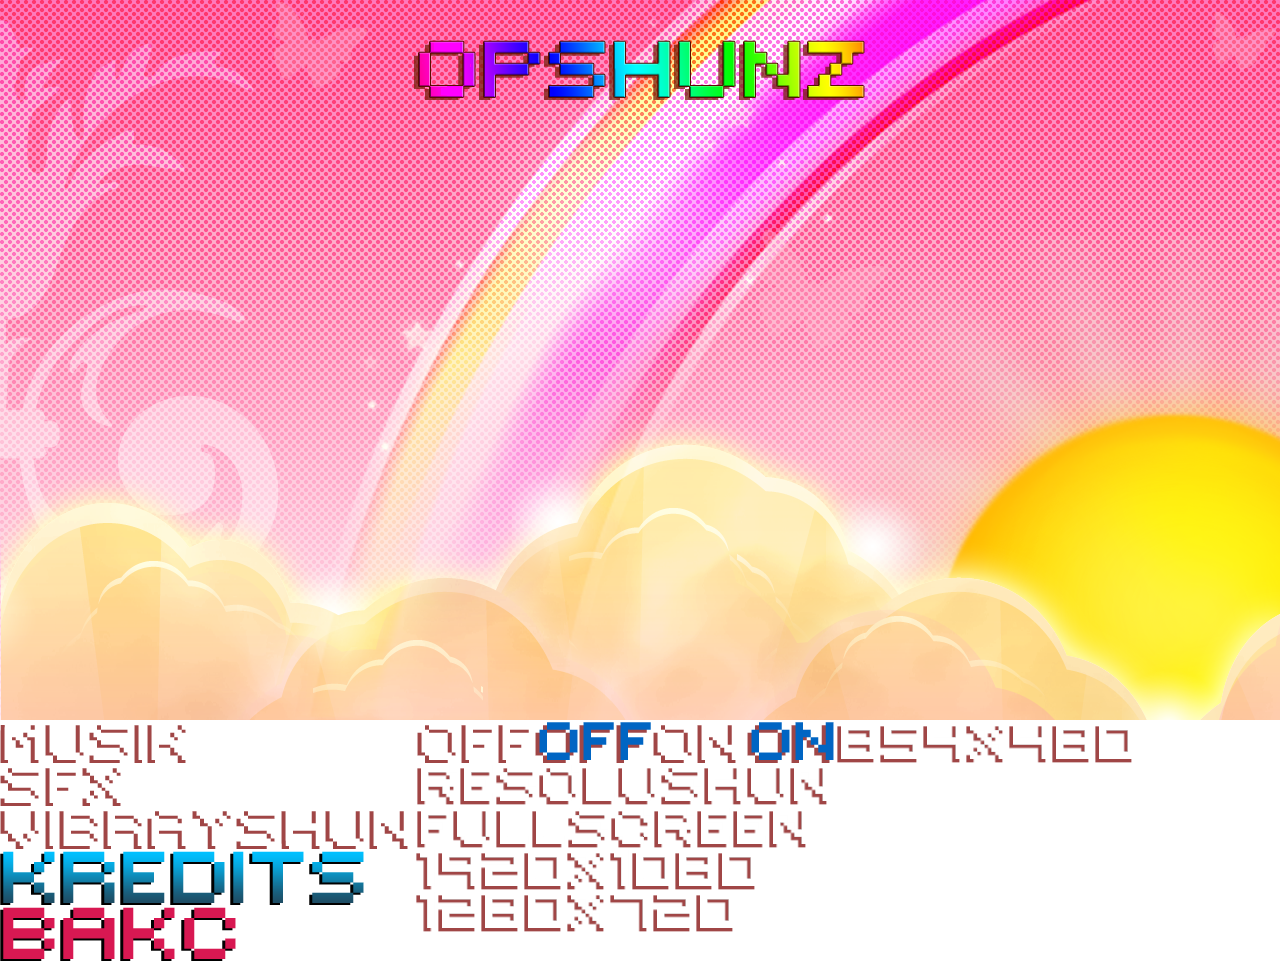 OPSHUNZ
MUSIK OFF OFF ON ON 854X480
SFX RESOLUSHUN
VIBRAYSHUN FULLSCREEN
KREDITS 1920X1080
BAKC 1280X720